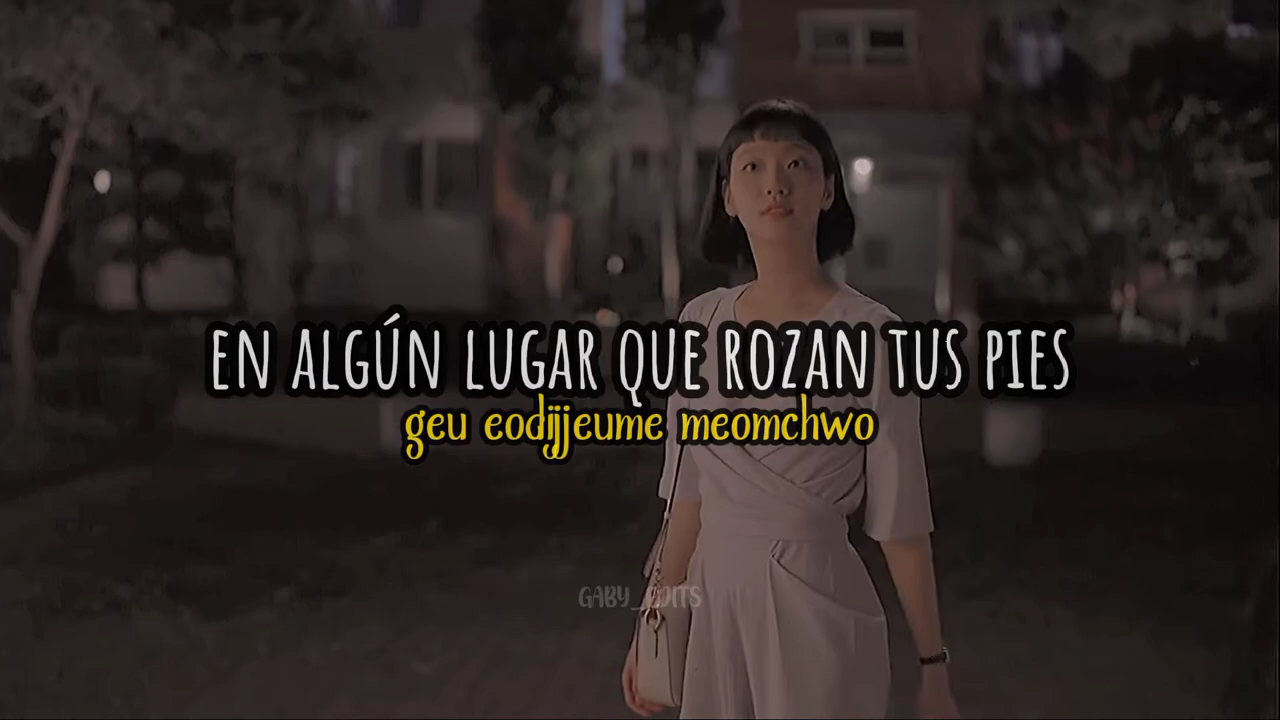 EN ALGÚN LUGAR QUE ROZAN TUS PIES
geu eodijjeume meomchwo
GABY_EDITS